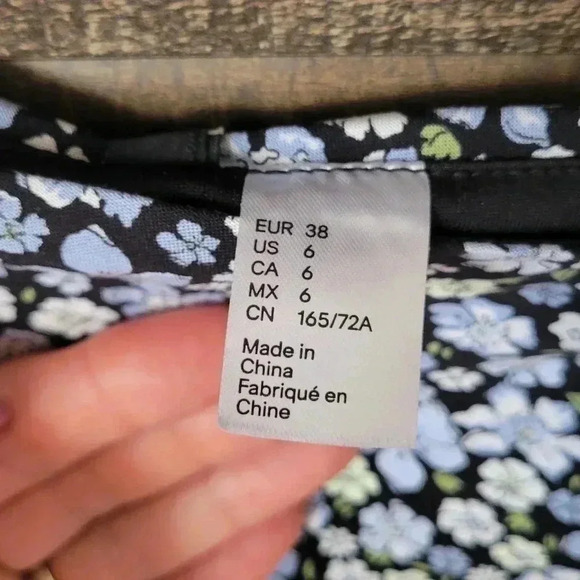 EUR 38
US 6
CA 6
MX 6
CN 165/72A
Made in
China
Fabriqué en
Chine